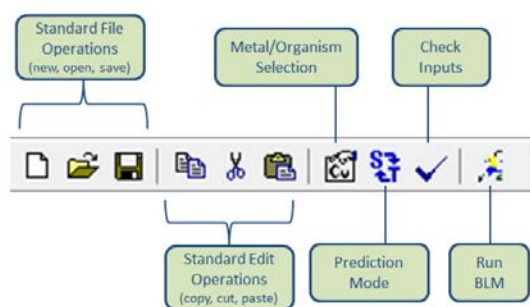 Standard File
Operations
(new, open, save)
Metal/Organism
Selection
Check
Inputs
Cu
S
T
Standard Edit
Operations
(copy, cut, paste)
Prediction
Mode
Run
BLM